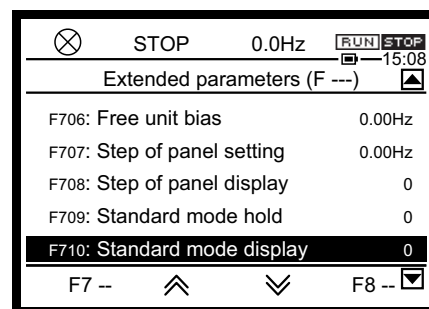 STOP 0.0Hz RUN STOP
15:08
Extended parameters (F ---)
F706: Free unit bias 0.00Hz
F707: Step of panel setting 0.00Hz
F708: Step of panel display 0
F709: Standard mode hold 0
F710: Standard mode display 0
F7 -- F8 --